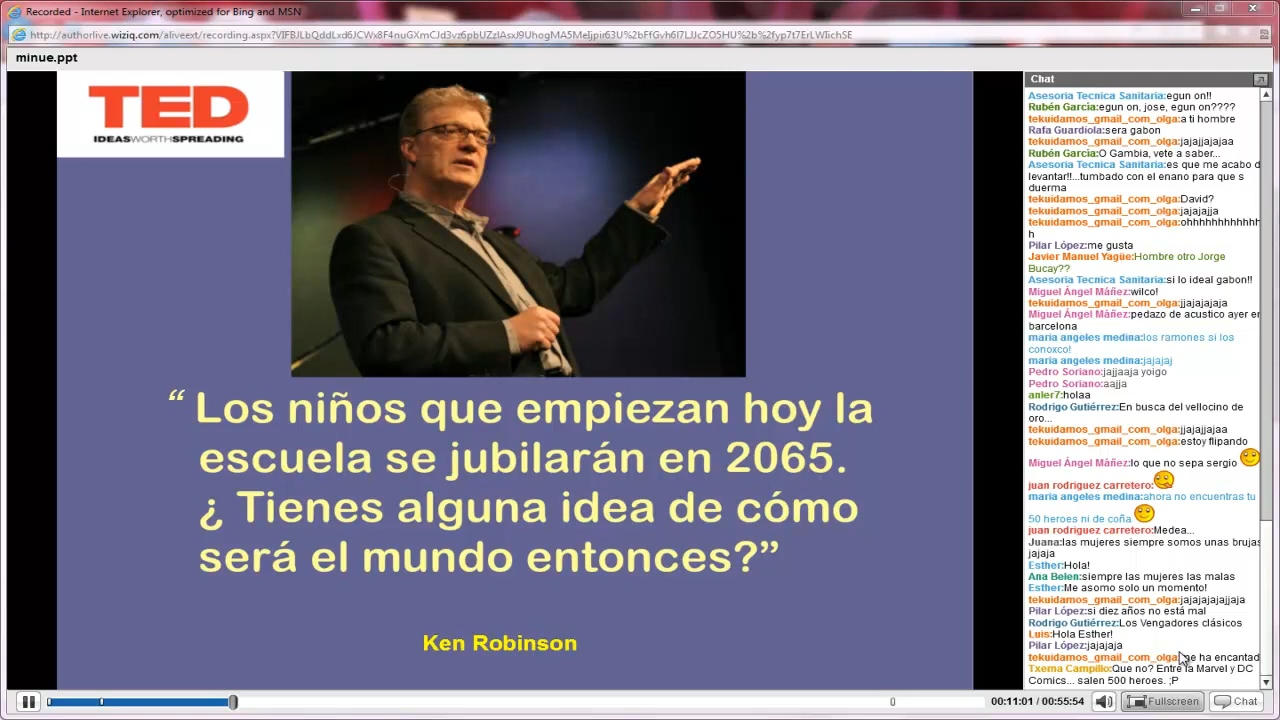 Recorded - Internet Explorer, optimized for Bing and MSN
minue.ppt
TED
IDEASWORTHSPREADING
“ Los niños que empiezan hoy la
escuela se jubilarán en 2065.
¿ Tienes alguna idea de cómo
será el mundo entonces?”
Ken Robinson
Chat
Asesoria Tecnica Sanitaria:egun on!!
Rubén García:egun on, jose, egun on????
tekuidamos_gmail_com_olga:a ti hombre
Rafa Guardiola:sera gabon
tekuidamos_gmail_com_olga:jajajjajajaa
Rubén García:O Gambia, vete a saber...
Asesoria Tecnica Sanitaria:es que me acabo d
levantar!!...tumbado con el enano para que s
duerma
tekuidamos_gmail_com_olga:David?
tekuidamos_gmail_com_olga:jajajajja
tekuidamos_gmail_com_olga:ohhhhhhhhhhhh
h
Pilar López:me gusta
Javier Manuel Yagüe:Hombre otro Jorge
Bucay??
Asesoria Tecnica Sanitaria:si lo ideal gabon!!
Miguel Ángel Máñez:wilco!
tekuidamos_gmail_com_olga:jjajajajaja
Miguel Ángel Máñez:pedazo de acustico ayer en
barcelona
maria angeles medina:los ramones si los
conoxco!
maria angeles medina:jajajaj
Pedro Soriano:jajjaaja yoigo
Pedro Soriano:aajja
anler7:holaa
Rodrigo Gutiérrez:En busca del vellocino de
oro...
tekuidamos_gmail_com_olga:jjajajjajaa
tekuidamos_gmail_com_olga:estoy flipando
Miguel Ángel Máñez:lo que no sepa sergio
juan rodriguez carretero:
maria angeles medina:ahora no encuentras tu
50 heroes ni de coña
juan rodriguez carretero:Medea...
Juana:las mujeres siempre somos unas brujas
jajaja
Esther:Hola!
Ana Belen:siempre las mujeres las malas
Esther:Me asomo solo un momento!
tekuidamos_gmail_com_olga:jajajajajajjaja
Pilar López:si diez años no está mal
Rodrigo Gutiérrez:Los Vengadores clásicos
Luis:Hola Esther!
Pilar López:jajajaja
tekuidamos_gmail_com_olga:me ha encantad
Txema Campillo:Que no? Entre la Marvel y DC
Comics... salen 500 heroes. ;P
0
00:11:01 / 00:55:54
Fullscreen
Chat